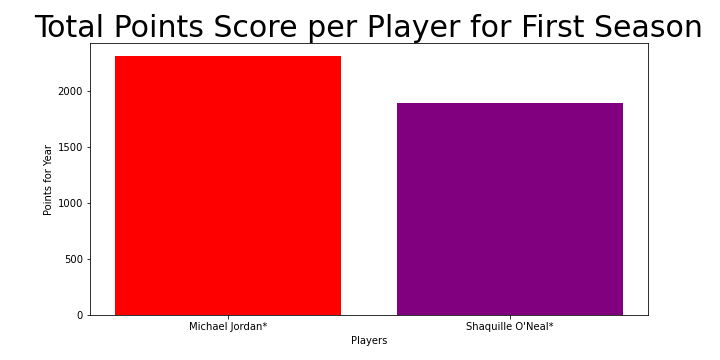 Total Points Score per Player for First Season
2000
1500
1000
500
0
Points for Year
Michael Jordan* Shaquille O'Neal*
Players